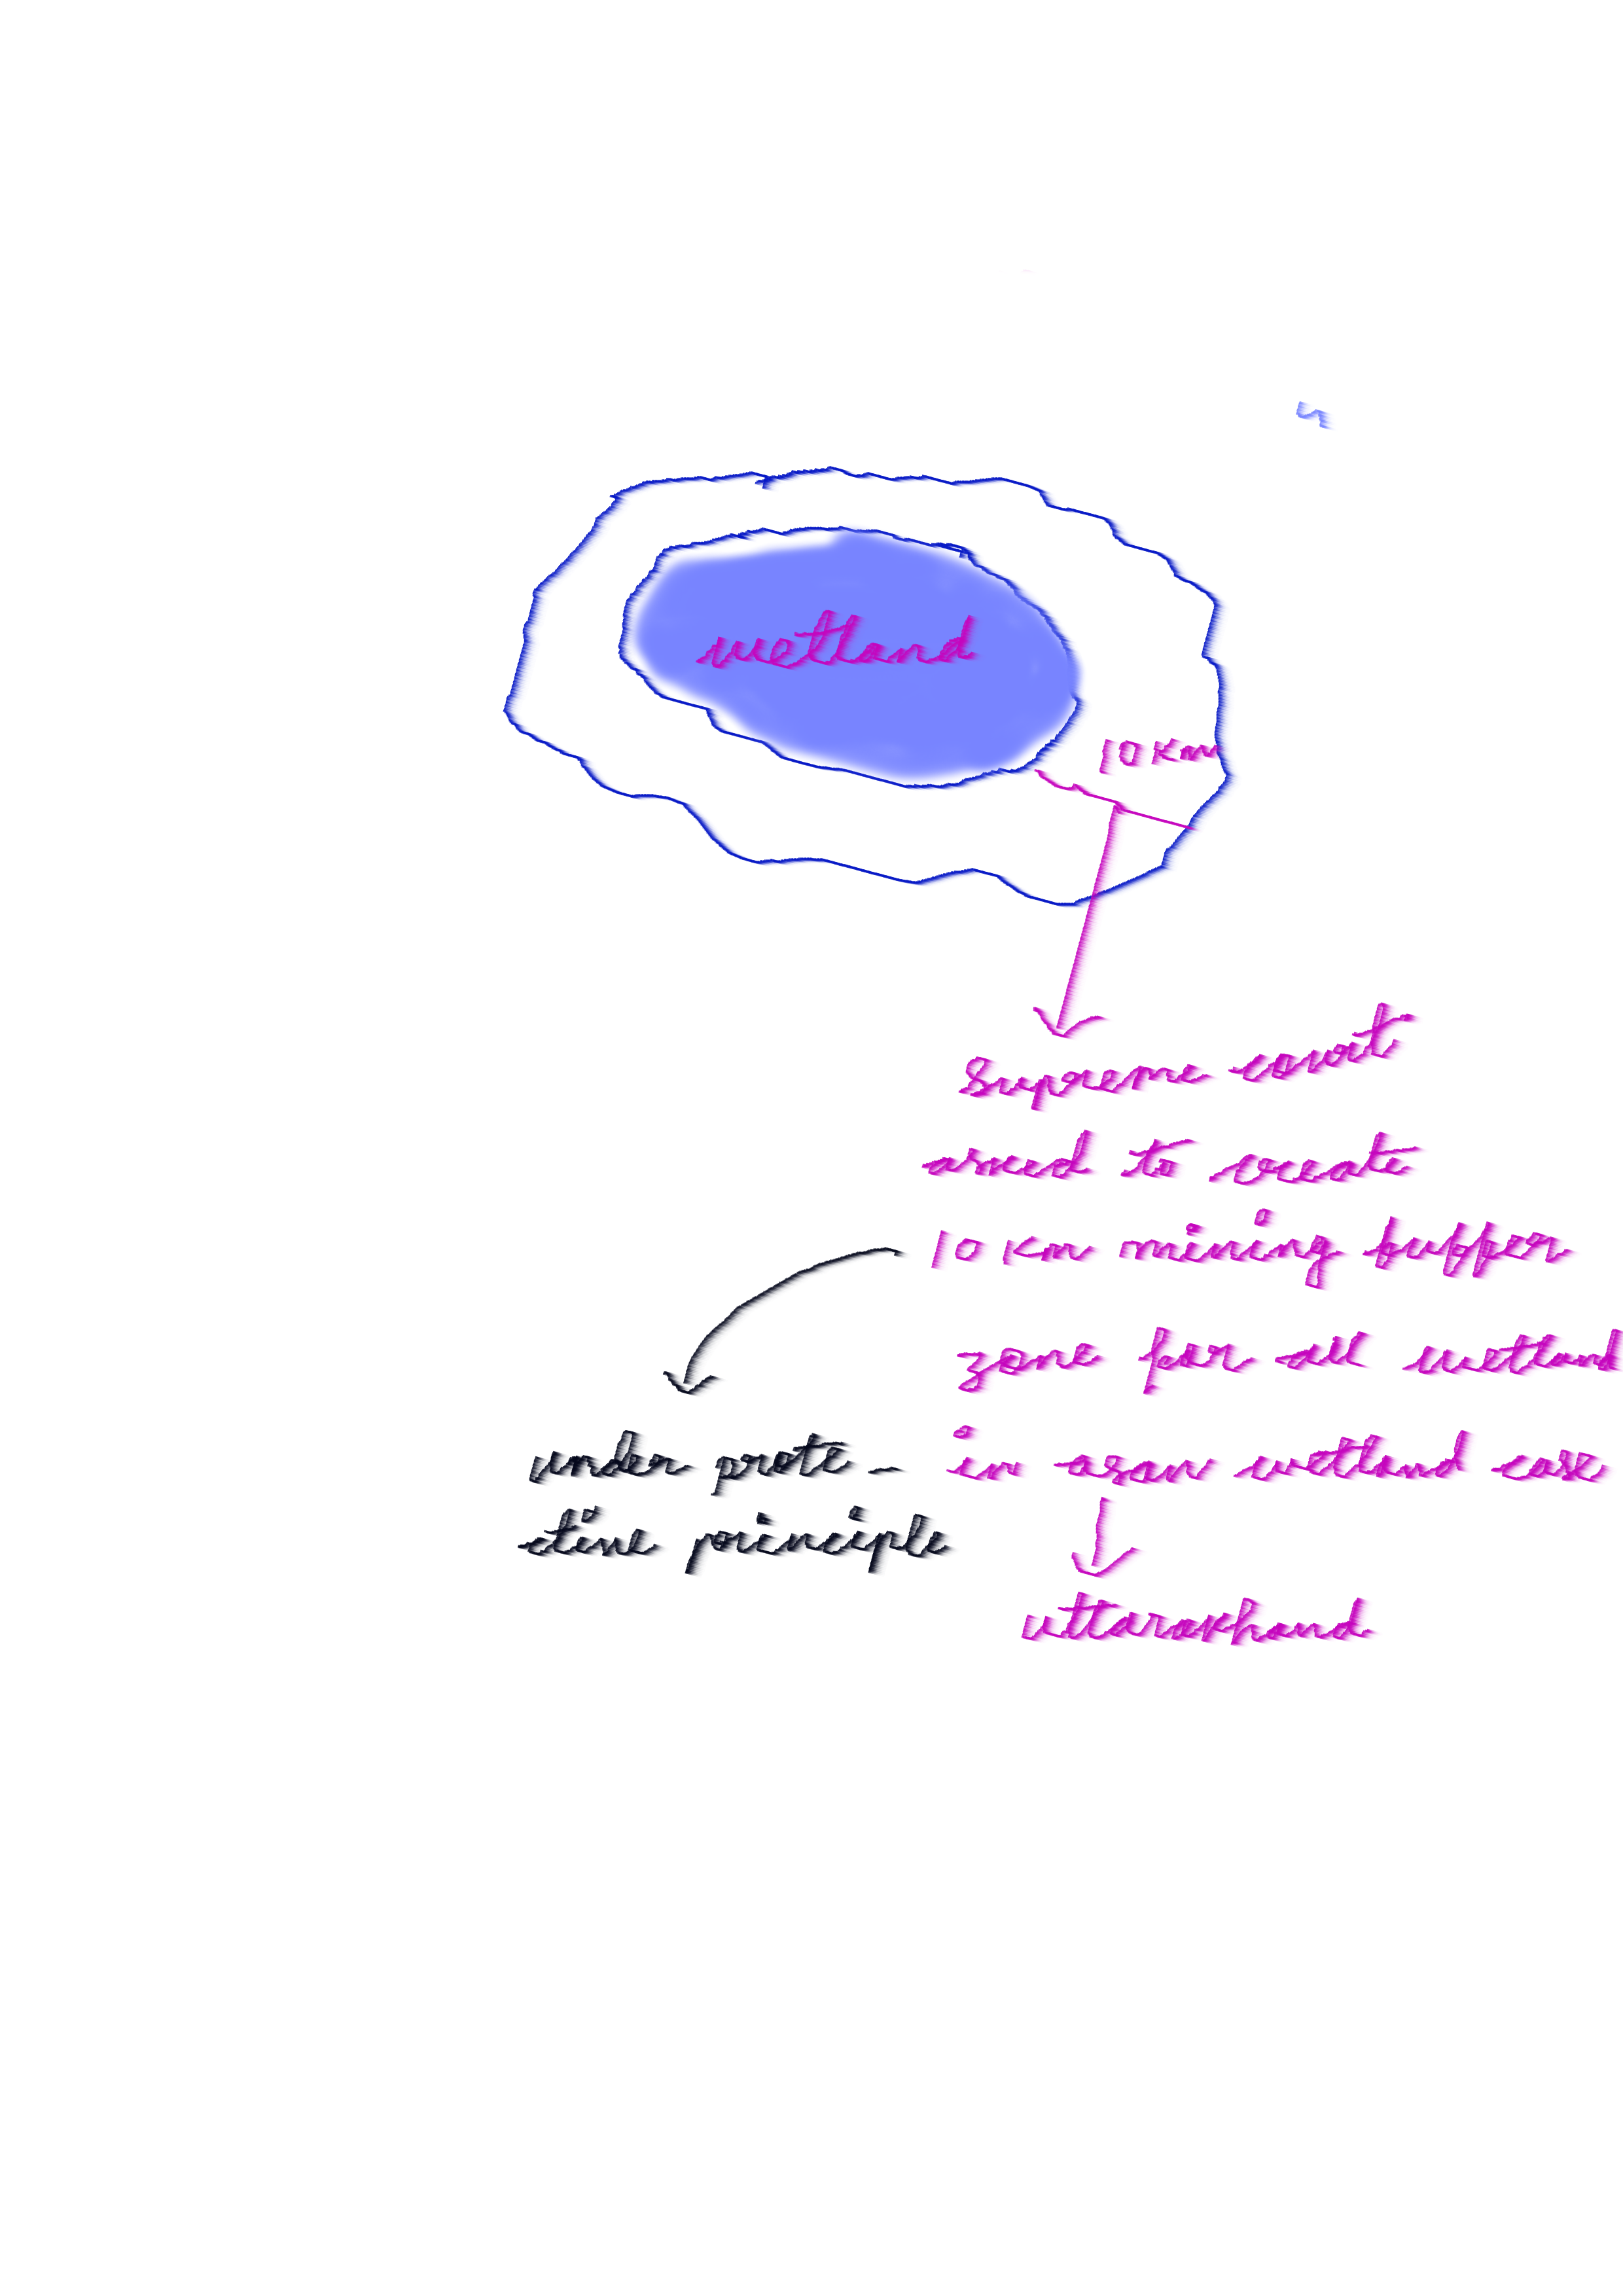 wetland
10 Km
Supreme court
asked to create
10 Km mining buffer
zone for all wetland
in asan wetland case
under prote -
ctive principle
uttarakhand